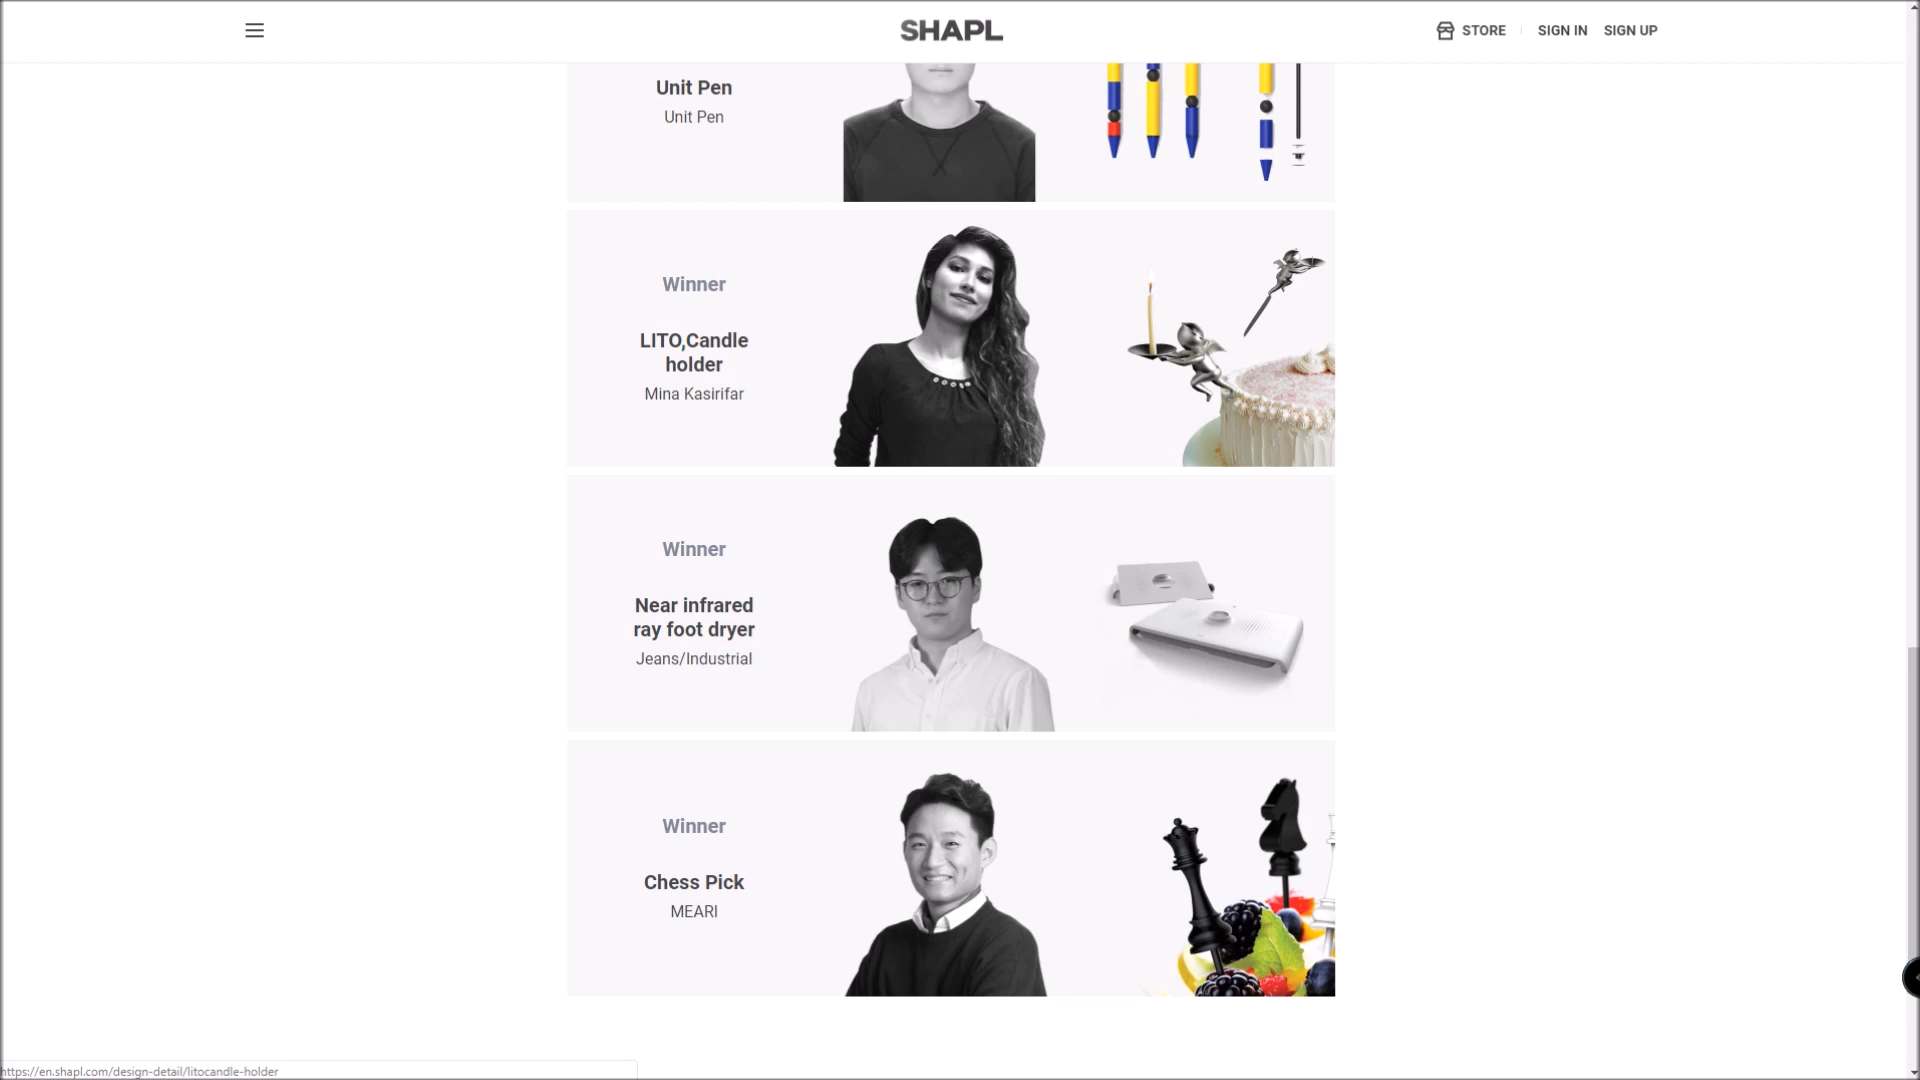 SHAPL
STORE
SIGN IN
SIGN UP
Unit Pen
Unit Pen
Winner
LITO,Candle
holder
Mina Kasirifar
Winner
Near infrared
ray foot dryer
Jeans/Industrial
Winner
Chess Pick
MEARI
https://en.shapl.com/design-detail/litocandle-holder